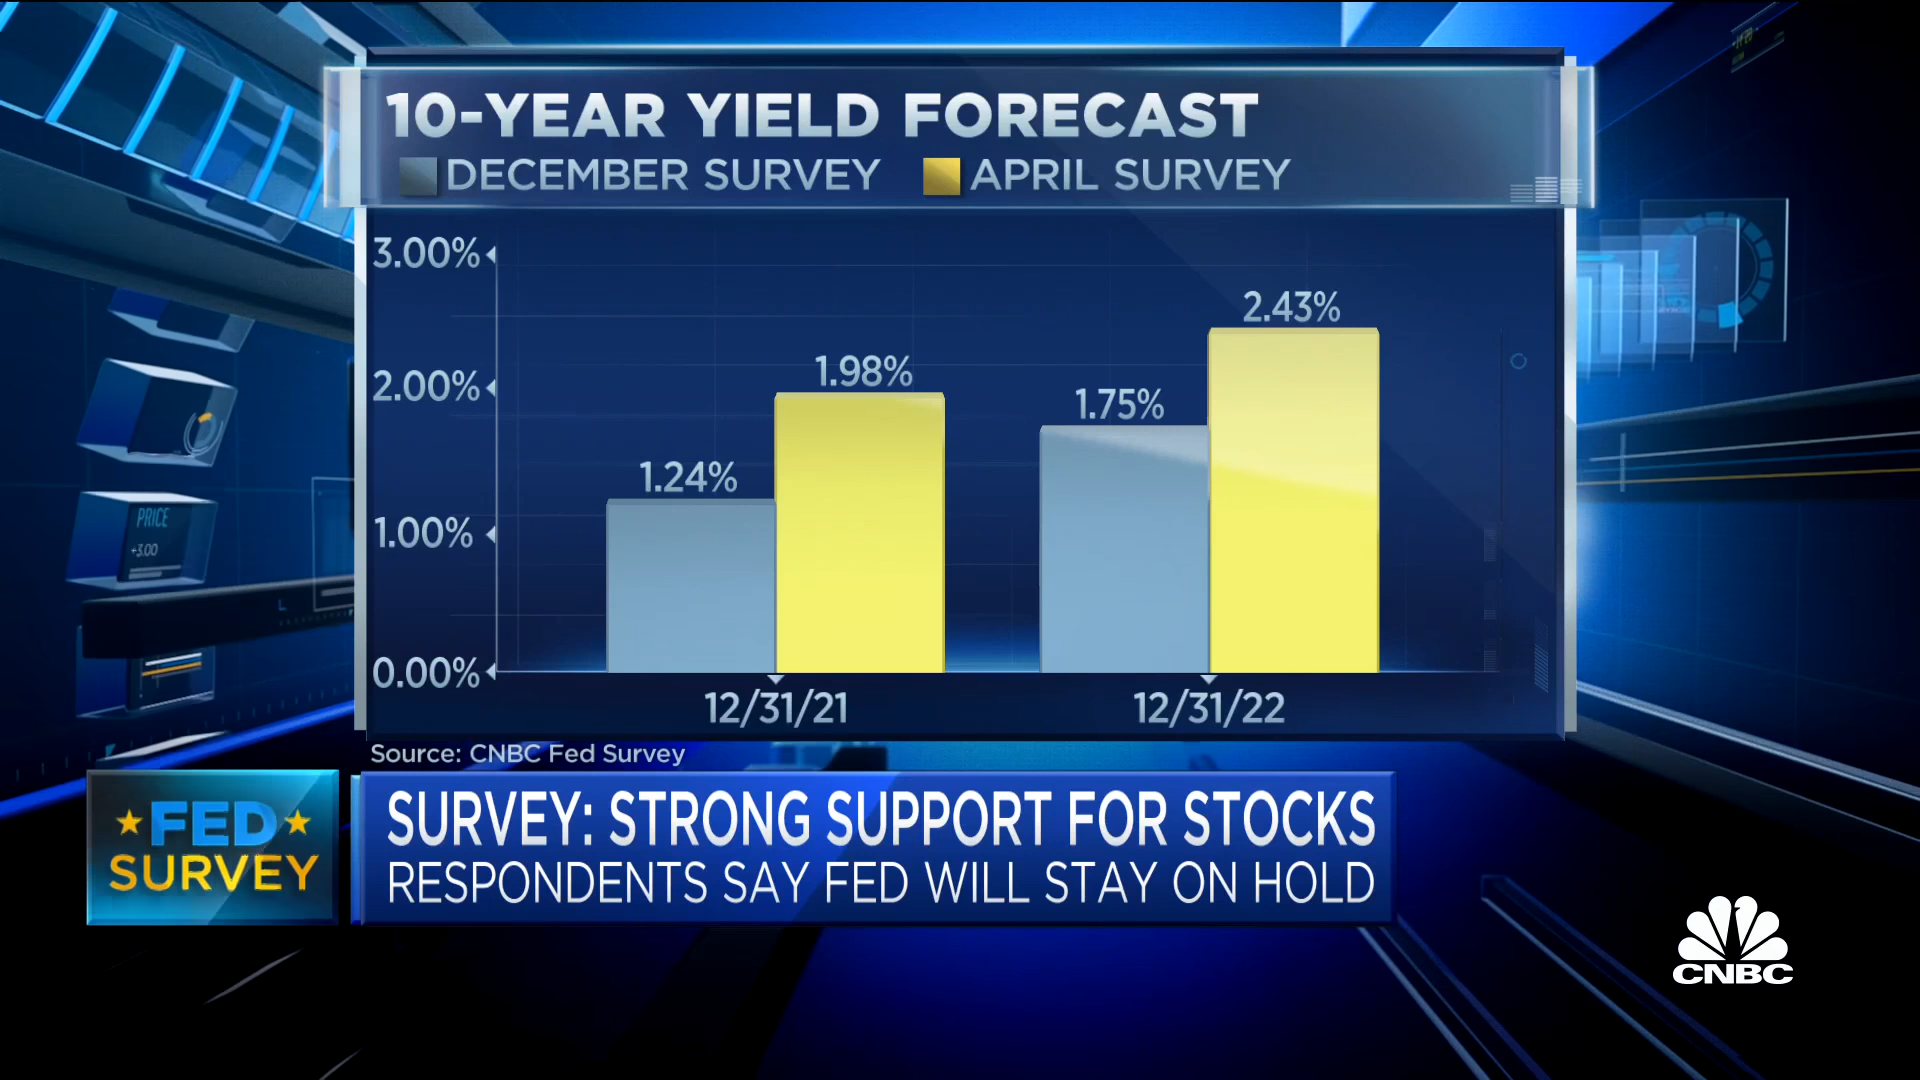 10-YEAR YIELD FORECAST
DECEMBER SURVEY APRIL SURVEY
3.00%
2.00%
1.00%
0.00%
1.24%
1.98%
1.75%
2.43%
12/31/21
12/31/22
Source: CNBC Fed Survey
FED
SURVEY
SURVEY: STRONG SUPPORT FOR STOCKS
RESPONDENTS SAY FED WILL STAY ON HOLD
CNBC
PRICE
+3.00
L